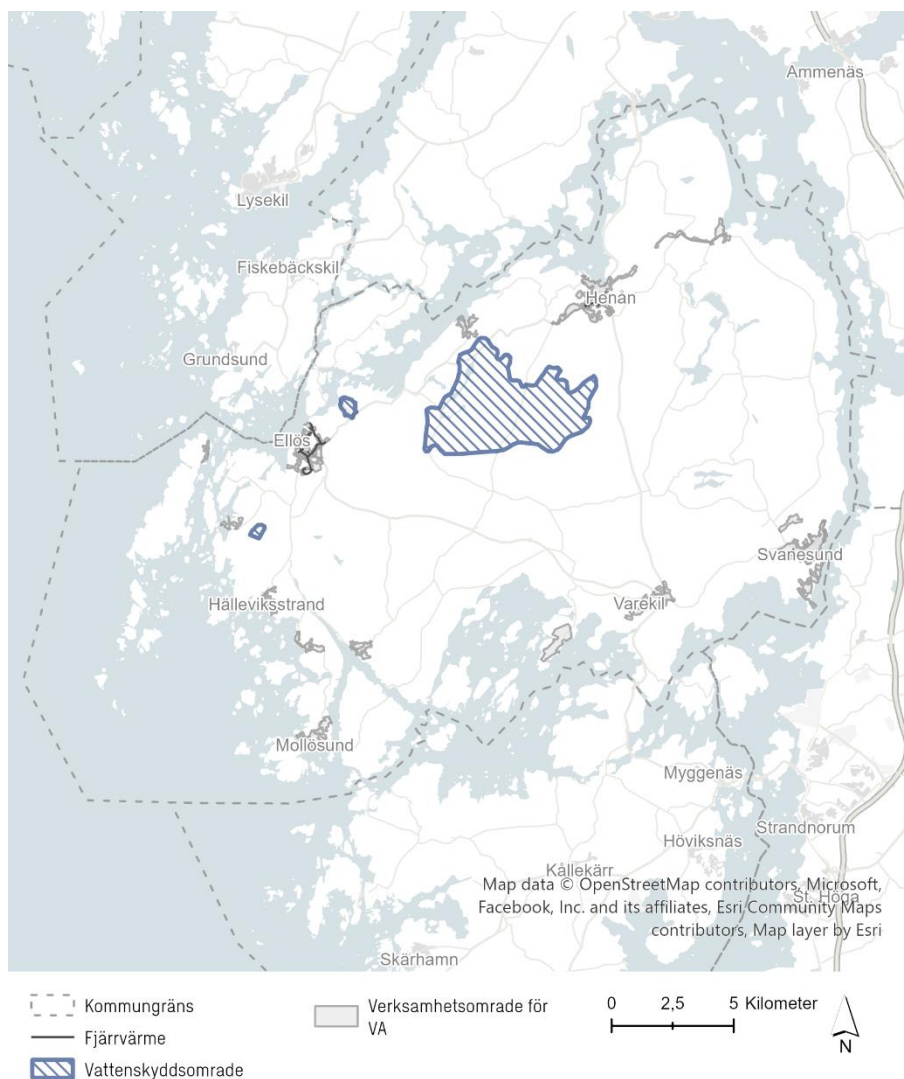 Ammenäs
Lysekil
Fiskebäckskil
Henån
Grundsund
Ellös
Svanesund
Hälleviksstrand
Varekil
Mollösund
Myggenäs
Strandnorum
Höviksnäs
Kållekärr
St. Höga
Map data © OpenStreetMap contributors, Microsoft,
Facebook, Inc. and its affiliates, Esri Community Maps
contributors, Map layer by Esri
Skärhamn
Kommungräns
Fjärrvärme
Vattenskyddsomrade
Verksamhetsomrade för
VA
0 2,5 5 Kilometer
N